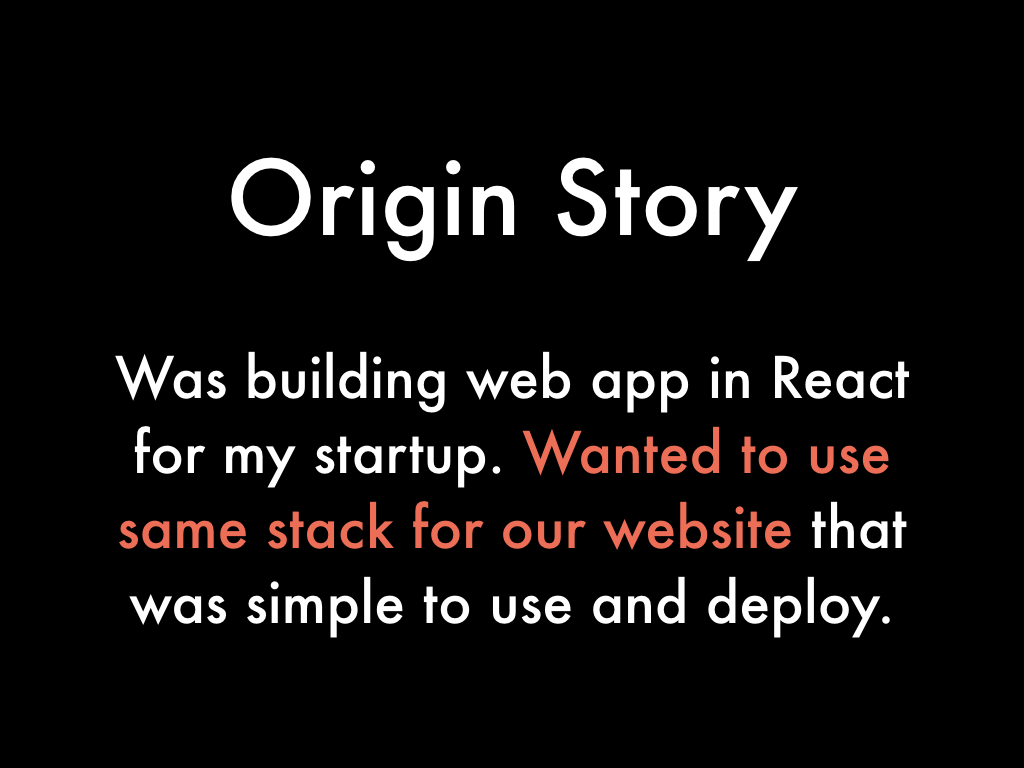 Origin Story
Was building web app in React
for my startup. Wanted to use
same stack for our website that
was simple to use and deploy.